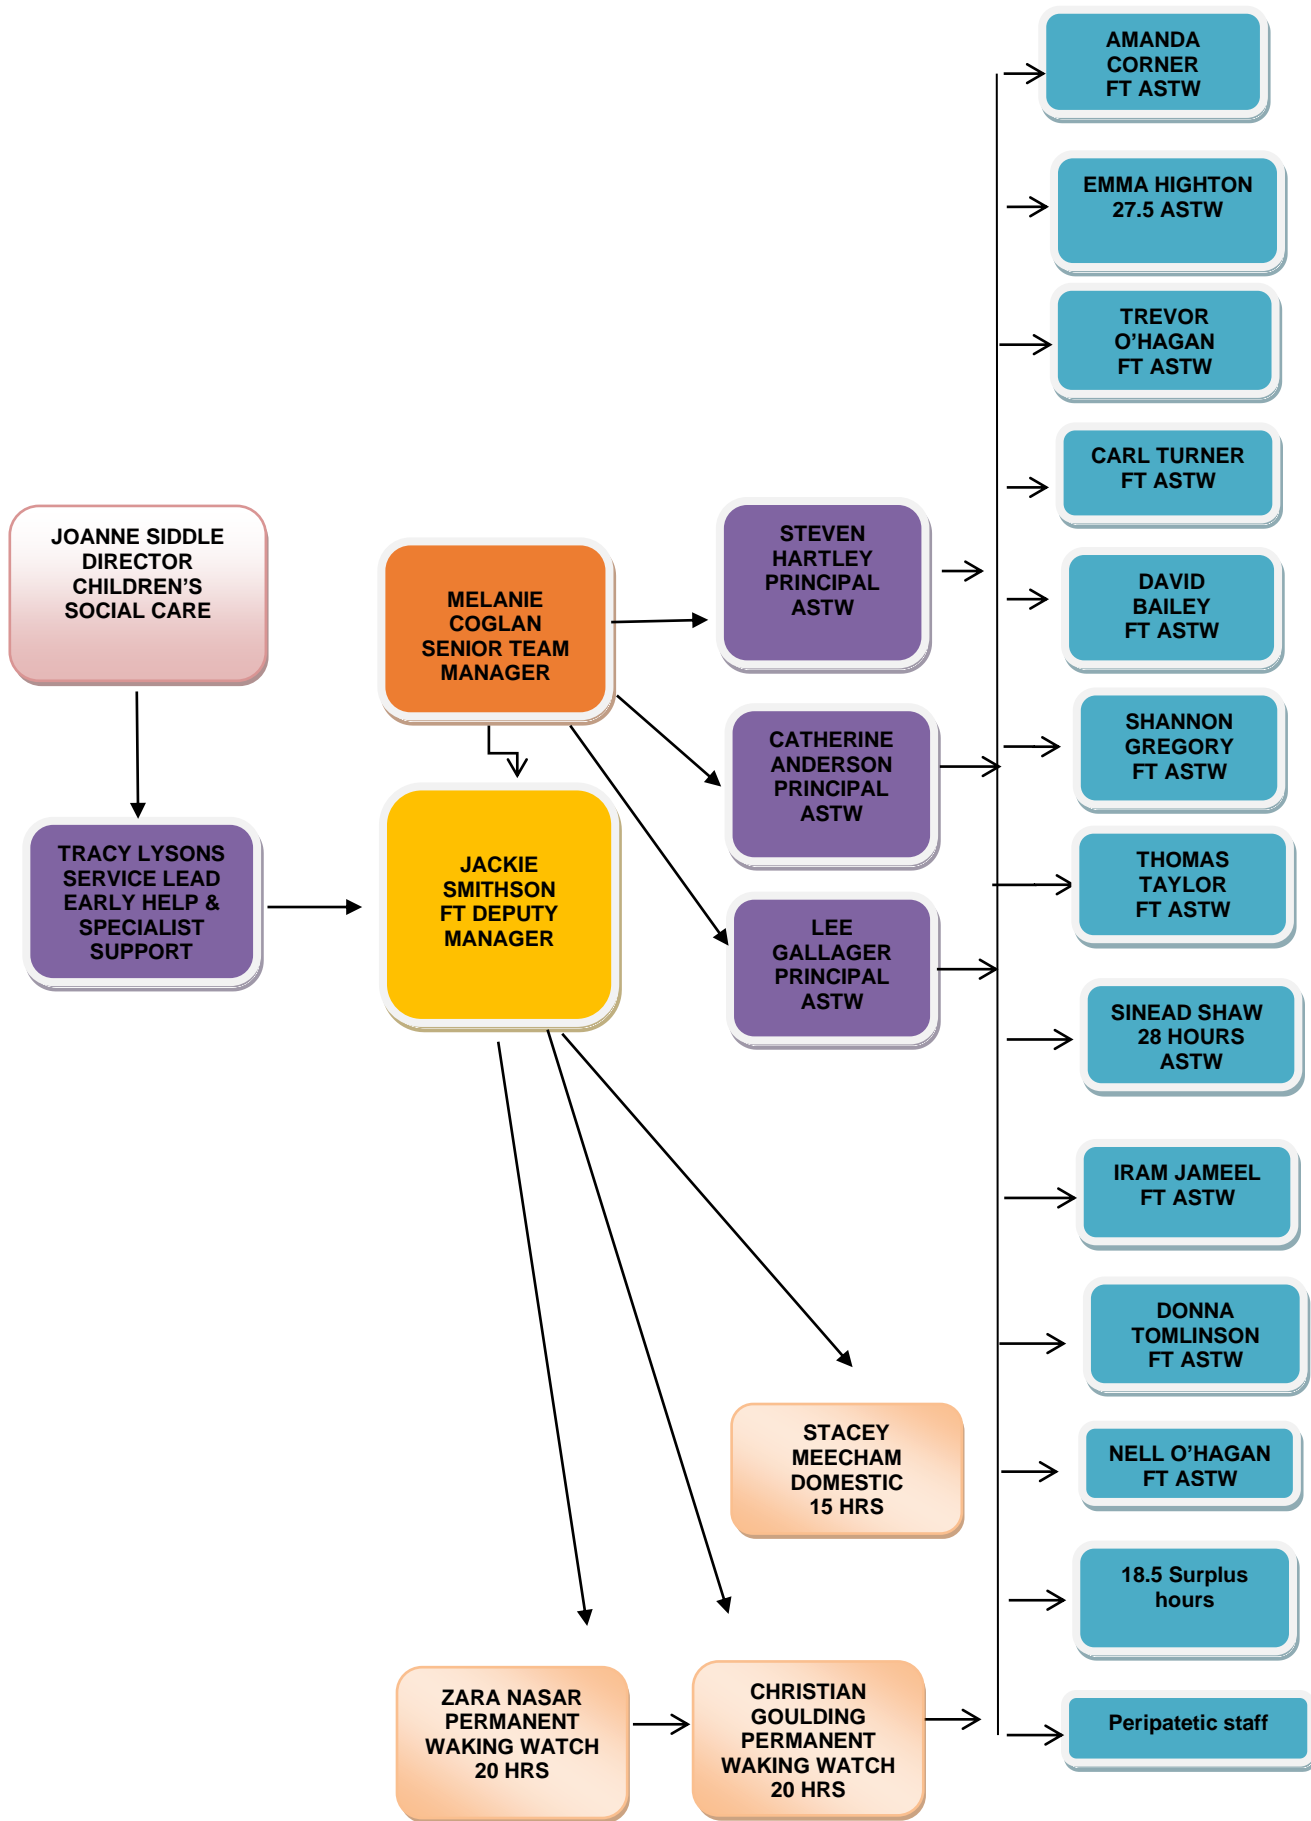 JOANNE SIDDLE
DIRECTOR
CHILDREN'S
SOCIAL CARE
TRACY LYSONS
SERVICE LEAD
EARLY HELP &
SPECIALIST
SUPPORT
MELANIE
COGLAN
SENIOR TEAM
MANAGER
JACKIE
SMITHSON
FT DEPUTY
MANAGER
STEVEN
HARTLEY
PRINCIPAL
ASTW
CATHERINE
ANDERSON
PRINCIPAL
ASTW
LEE
GALLAGER
PRINCIPAL
ASTW
STACEY
MEECHAM
DOMESTIC
15 HRS
ZARA NASAR
PERMANENT
WAKING WATCH
20 HRS
CHRISTIAN
GOULDING
PERMANENT
WAKING WATCH
20 HRS
AMANDA
CORNER
FT ASTW
EMMA HIGHTON
27.5 ASTW
TREVOR
O’HAGAN
FT ASTW
CARL TURNER
FT ASTW
DAVID
BAILEY
FT ASTW
SHANNON
GREGORY
FT ASTW
THOMAS
TAYLOR
FT ASTW
SINEAD SHAW
28 HOURS
ASTW
IRAM JAMEEL
FT ASTW
DONNA
TOMLINSON
FT ASTW
NELL O’HAGAN
FT ASTW
18.5 Surplus
hours
Peripatetic staff